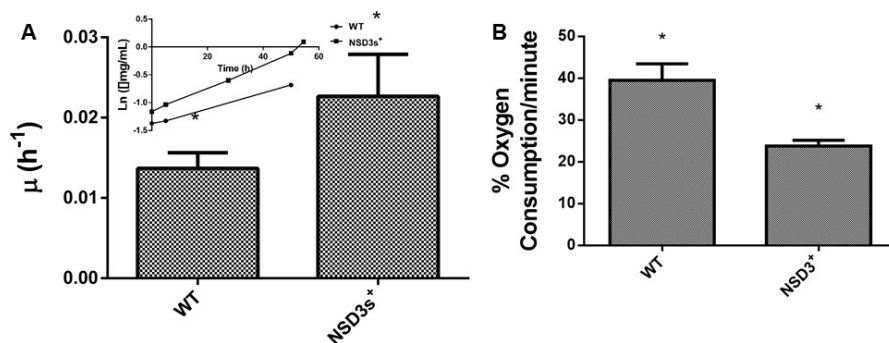 A
0.03
0.02
0.01
0.00
μ (h⁻¹)
WT
NSD3s⁺
*
*
0.0
-0.5
-1.0
-1.5
Ln ([]mg/mL)
20
40
60
Time (h)
WT
NSD3s⁺
B
50
40
30
20
10
0
% Oxygen
Consumption/minute
*
*
WT
NSD3⁺